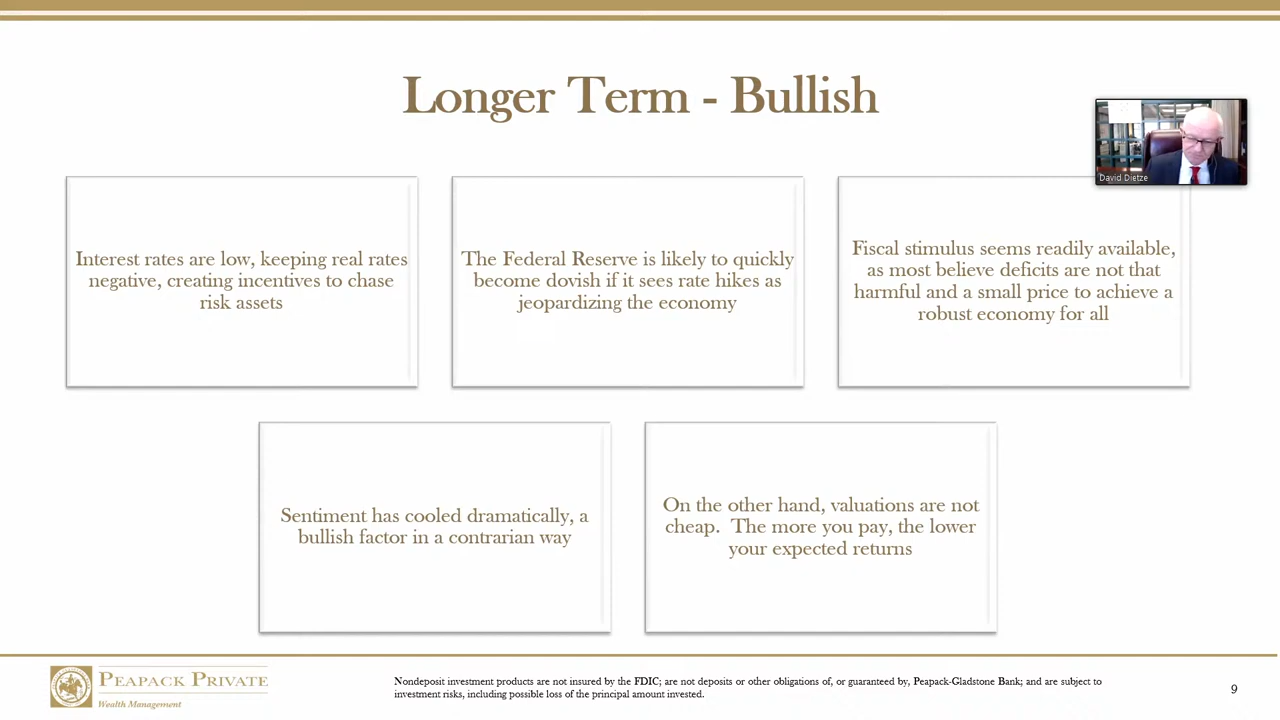 Longer Term - Bullish
David Dietze
Interest rates are low, keeping real rates
negative, creating incentives to chase
risk assets
The Federal Reserve is likely to quickly
become dovish if it sees rate hikes as
jeopardizing the economy
Fiscal stimulus seems readily available,
as most believe deficits are not that
harmful and a small price to achieve a
robust economy for all
Sentiment has cooled dramatically, a
bullish factor in a contrarian way
On the other hand, valuations are not
cheap.  The more you pay, the lower
your expected returns
PEAPACK PRIVATE
Wealth Management
Nondeposit investment products are not insured by the FDIC; are not deposits or other obligations of, or guaranteed by, Peapack-Gladstone Bank; and are subject to
investment risks, including possible loss of the principal amount invested.
9